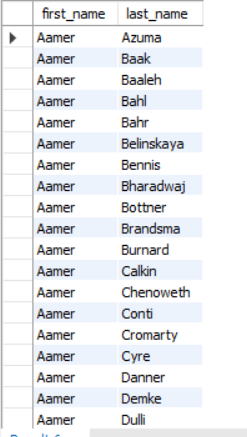 first_name last_name
Aamer Azuma
Aamer Baak
Aamer Baaleh
Aamer Bahl
Aamer Bahr
Aamer Belinskaya
Aamer Bennis
Aamer Bharadwaj
Aamer Bottner
Aamer Brandsma
Aamer Burnard
Aamer Calkin
Aamer Chenoweth
Aamer Conti
Aamer Cromarty
Aamer Cyre
Aamer Danner
Aamer Demke
Aamer Dulli